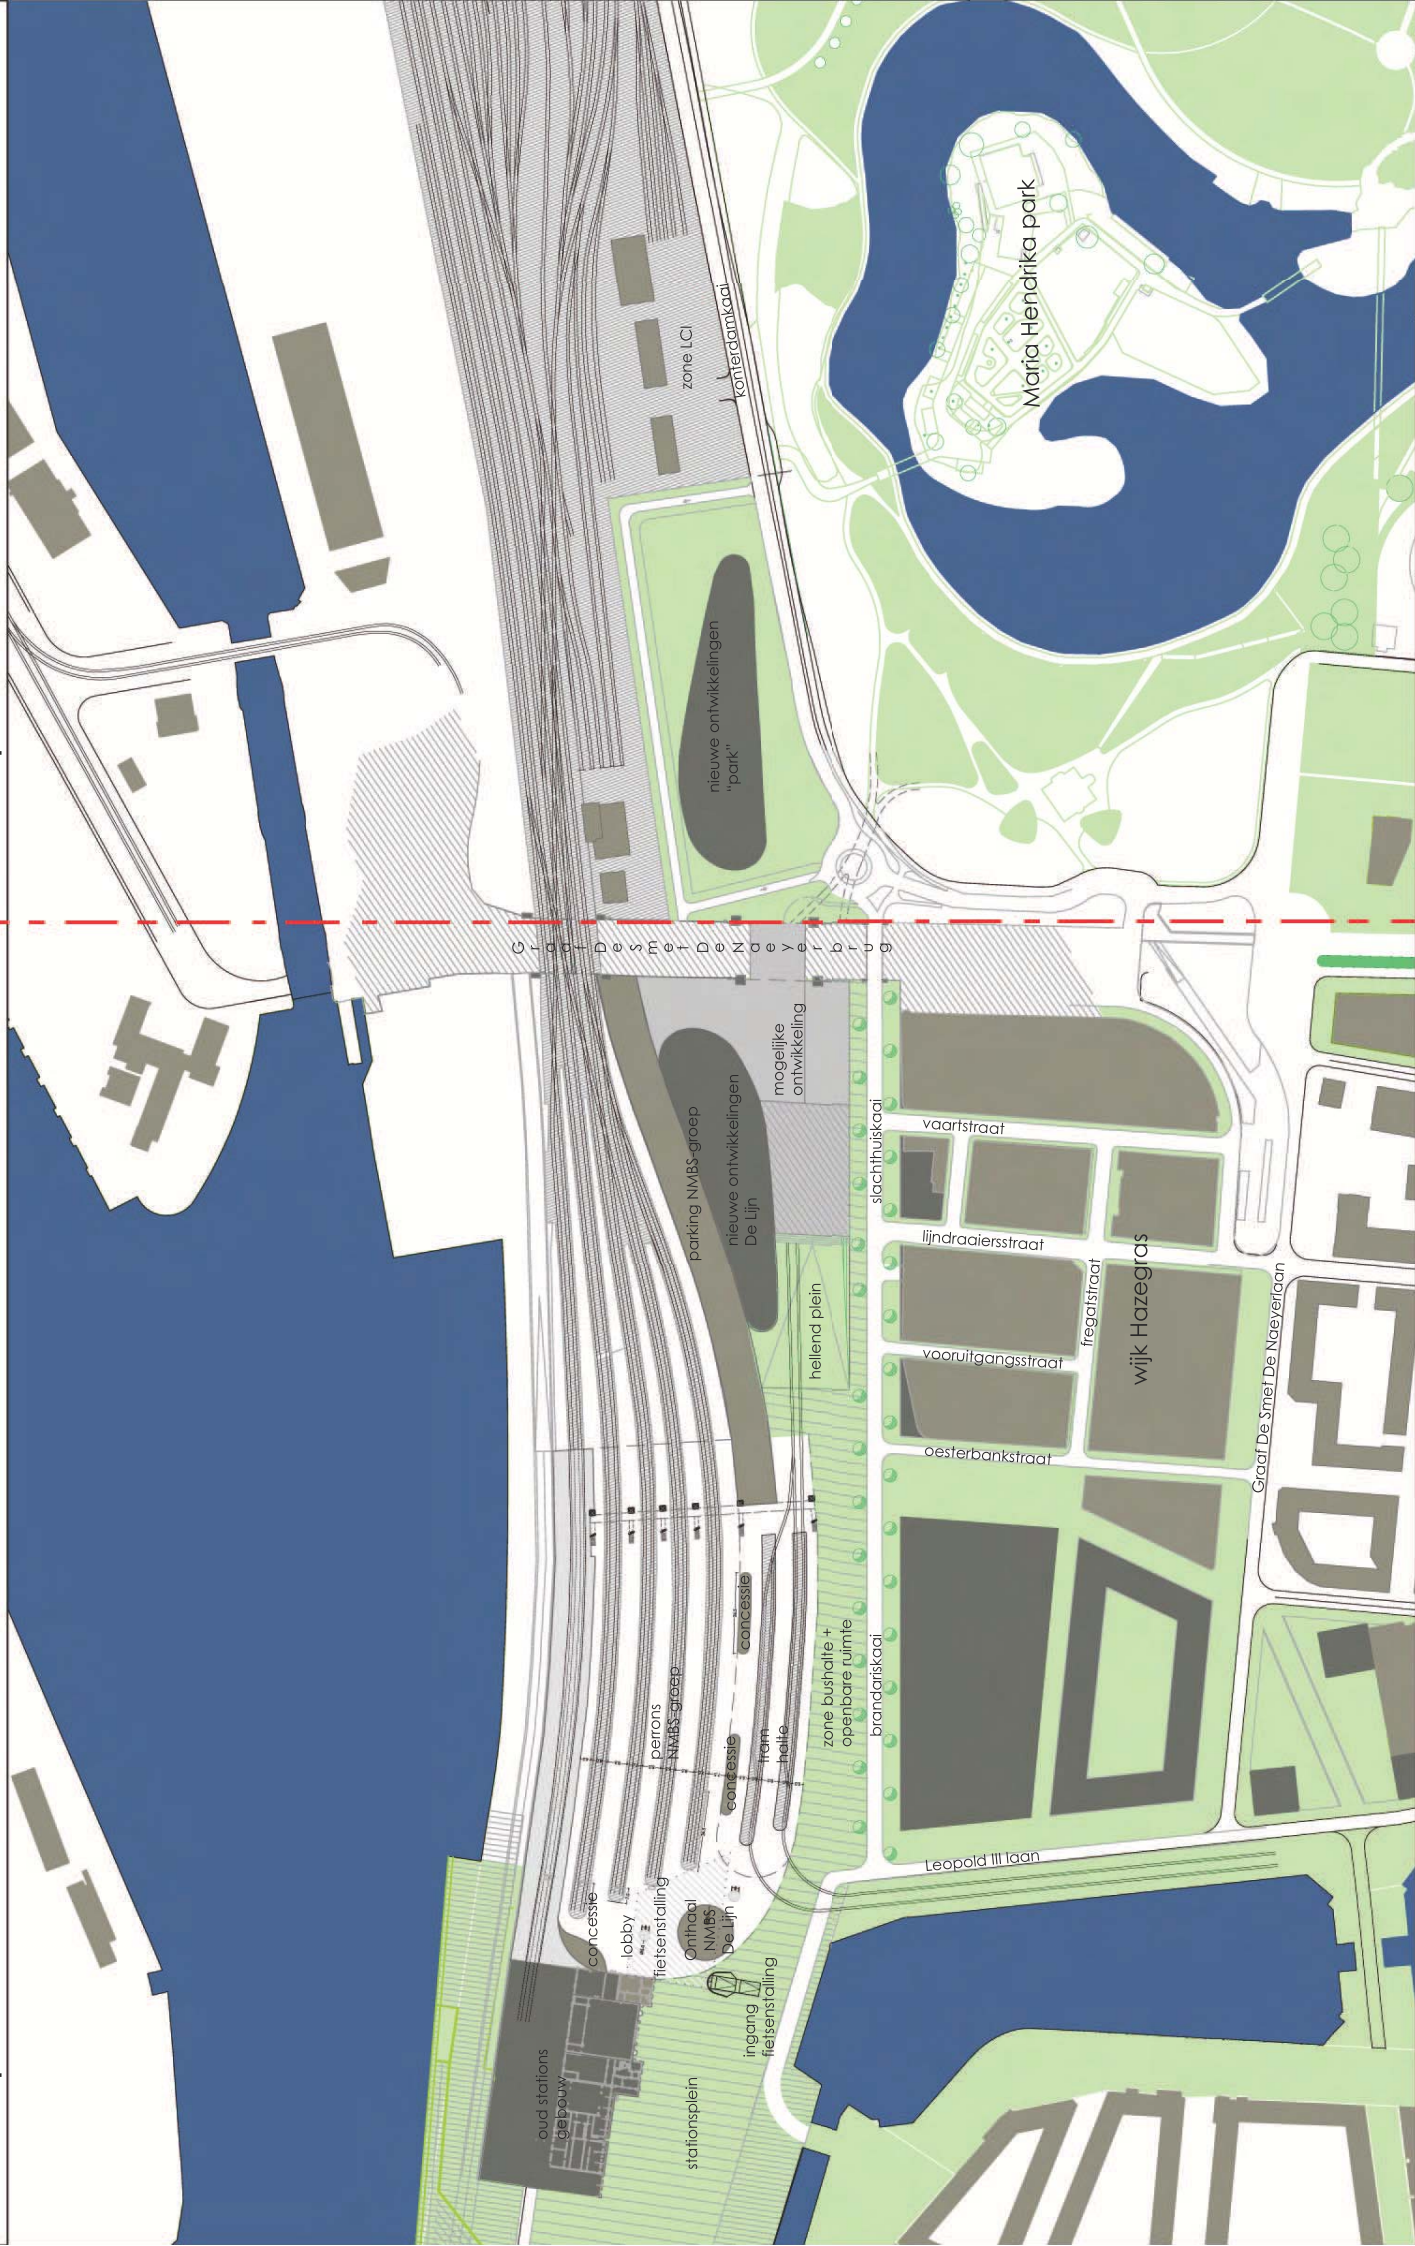 Maria Hendrika park
konterdamkaai
zone LCI
nieuwe ontwikkelingen
"park"
Graaf De Smet De Naeyer brug
mogelijke
ontwikkeling
parking NMBS-groep
nieuwe ontwikkelingen
De Lijn
slachthuiskaai
vaartstraat
lijndraaiersstraat
fregatstraat
wijk Hazegras
hellend plein
vooruitgangsstraat
Graaf De Smet De Naeyerlaan
oesterbankstraat
concessie
zone bushalte +
openbare ruimte
brandariskaai
perrons
NMBS-groep
concessie
tram
halte
Leopold III laan
concessie
lobby
fietsenstalling
Onthaal
NMBS
De Lijn
ingang
fietsenstalling
oud stations
gebouw
stationsplein